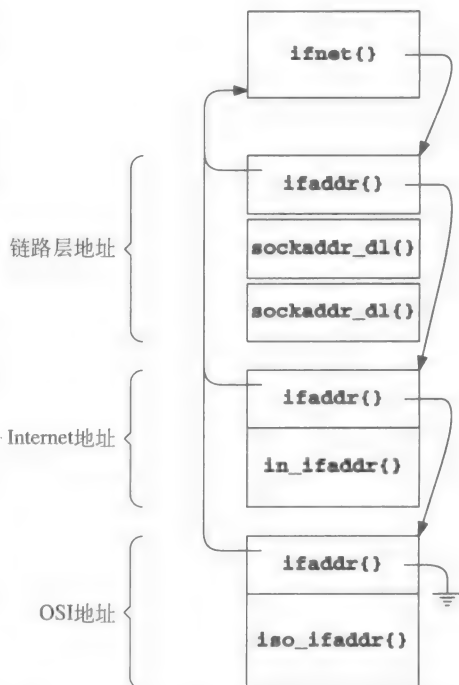 ifnet{}
ifaddr{}
链路层地址
sockaddr_dl{}
sockaddr_dl{}
ifaddr{}
Internet地址
in_ifaddr{}
ifaddr{}
OSI地址
iso_ifaddr{}